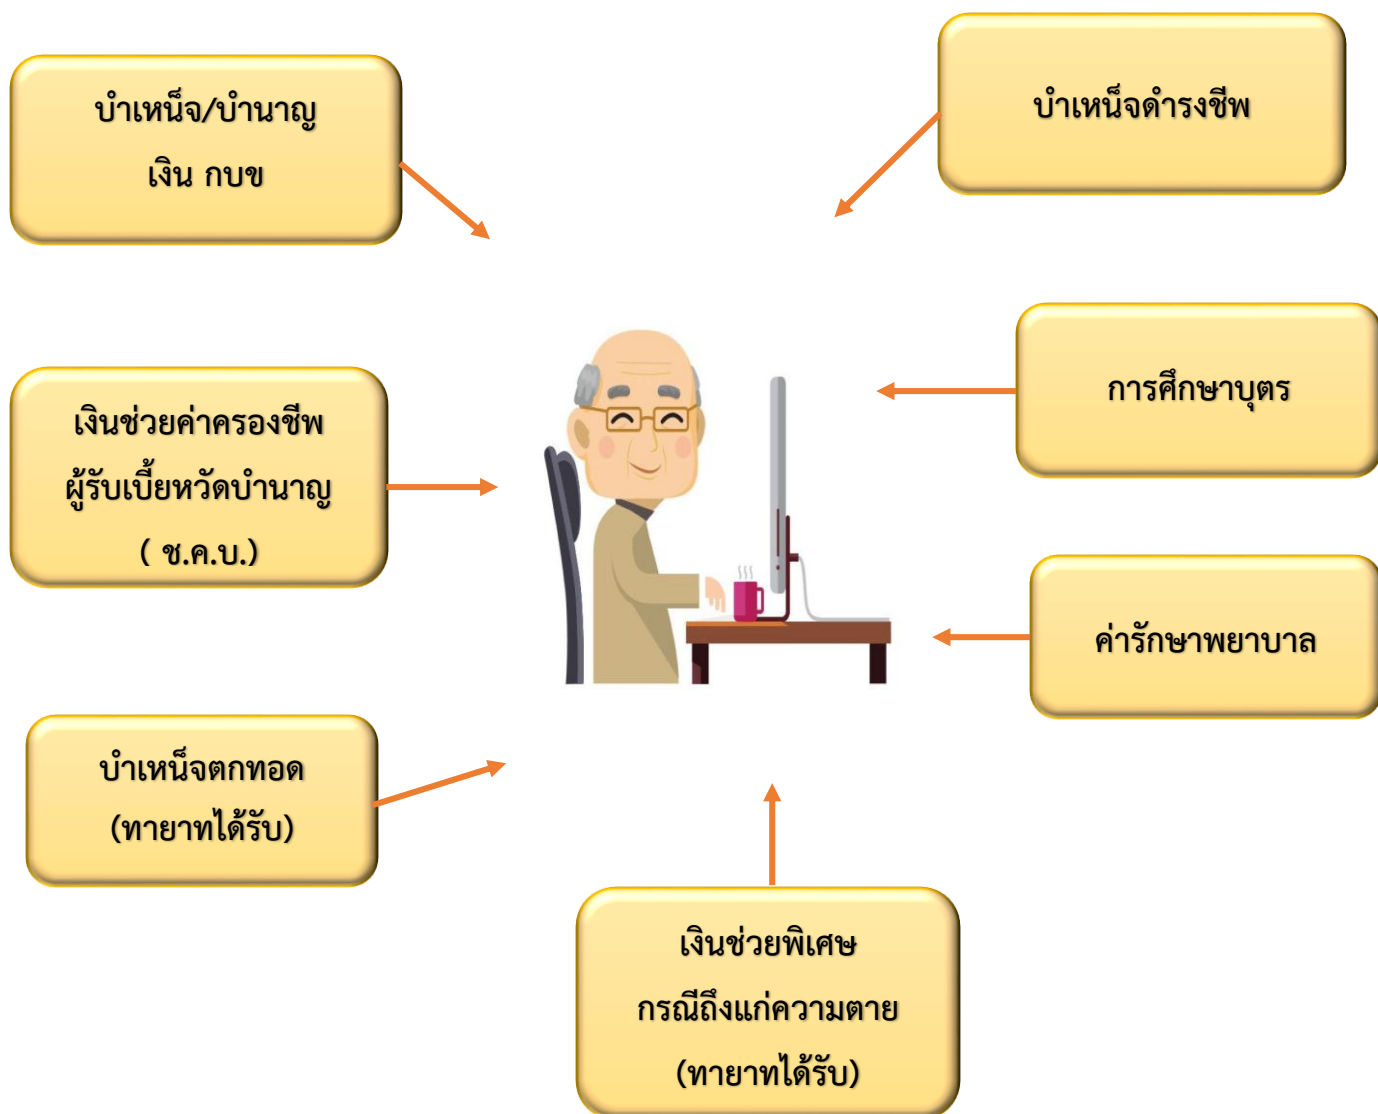 บำเหน็จ/บำนาญ
เงิน กบข
บำเหน็จดำรงชีพ
การศึกษาบุตร
เงินช่วยค่าครองชีพ
ผู้รับเบี้ยหวัดบำนาญ
( ช.ค.บ.)
ค่ารักษาพยาบาล
บำเหน็จตกทอด
(ทายาทได้รับ)
เงินช่วยพิเศษ
กรณีถึงแก่ความตาย
(ทายาทได้รับ)